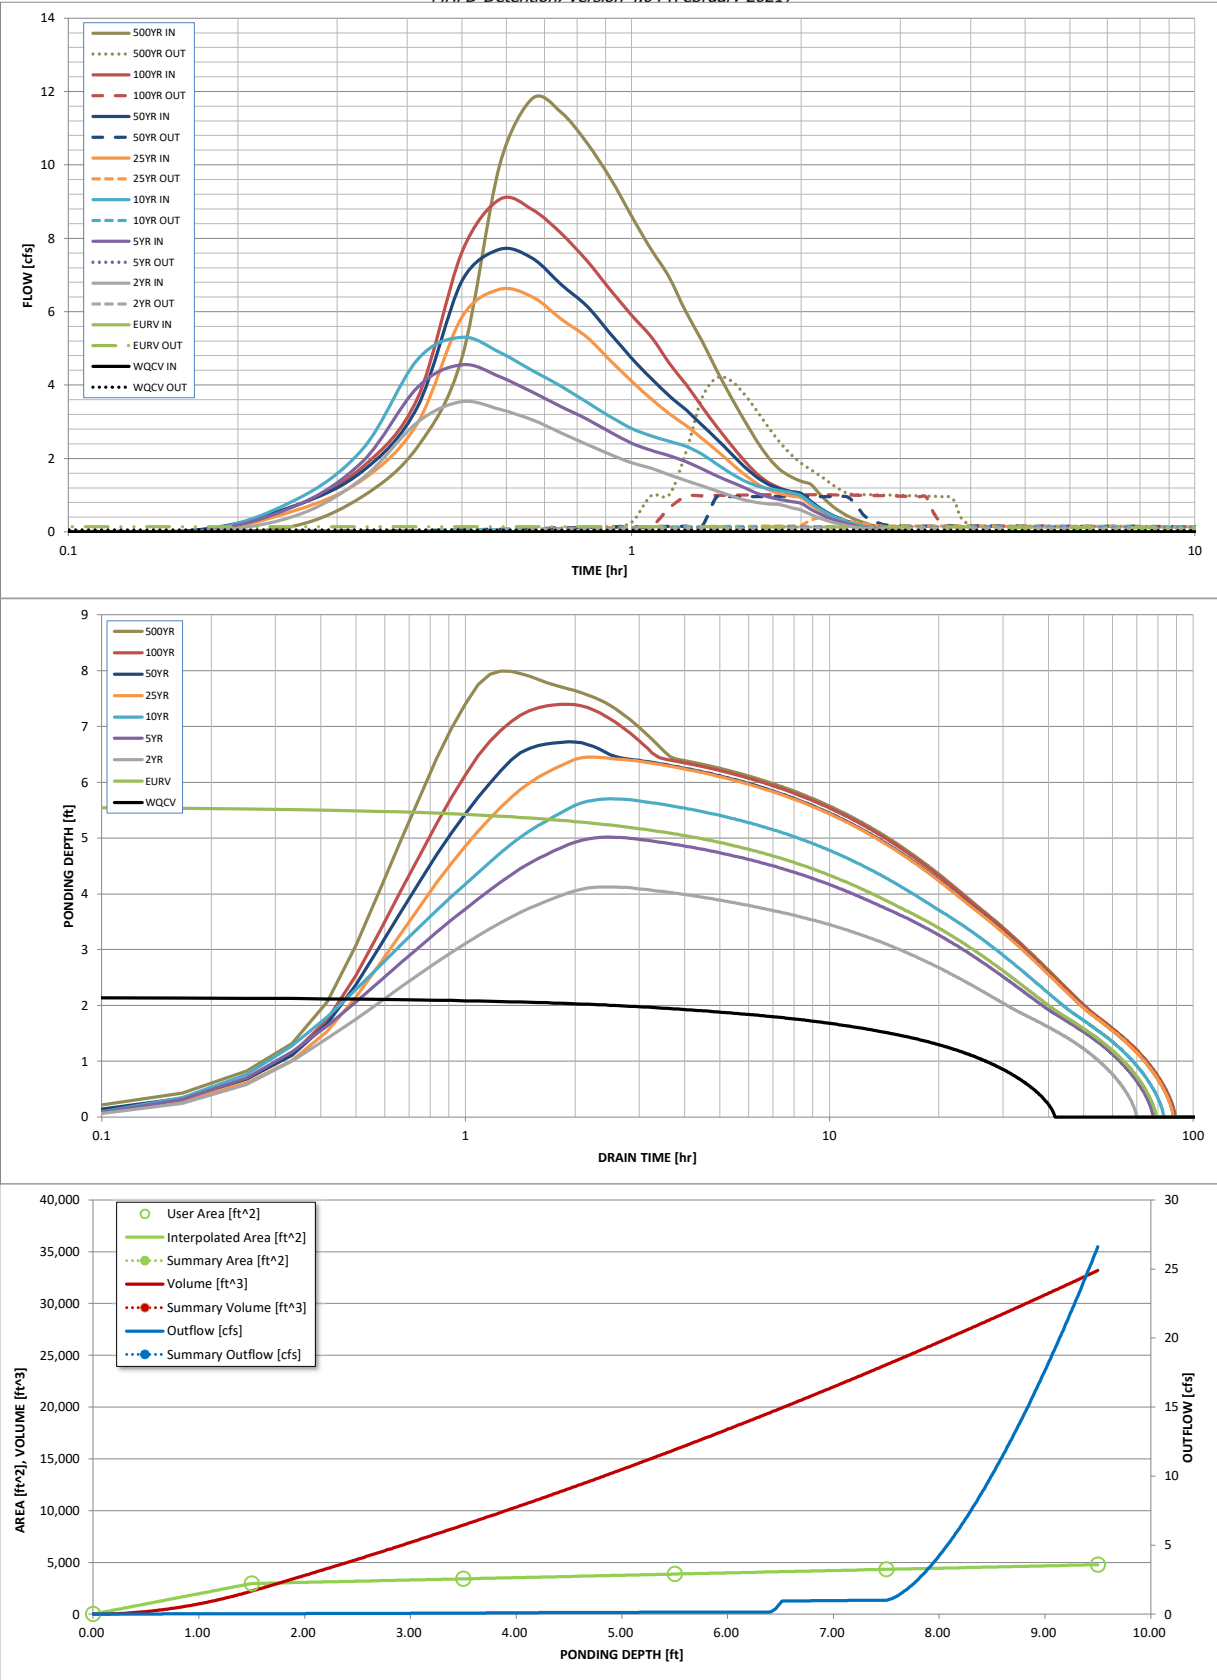 14
12
10
8
6
4
2
0
FLOW [cfs]
500YR IN
500YR OUT
100YR IN
100YR OUT
50YR IN
50YR OUT
25YR IN
25YR OUT
10YR IN
10YR OUT
5YR IN
5YR OUT
2YR IN
2YR OUT
EURV IN
EURV OUT
WQCV IN
WQCV OUT
0.1 1 10
TIME [hr]
9
8
7
6
5
4
3
2
1
0
PONDING DEPTH [ft]
500YR
100YR
50YR
25YR
10YR
5YR
2YR
EURV
WQCV
0.1 1 10 100
DRAIN TIME [hr]
40,000
35,000
30,000
25,000
20,000
15,000
10,000
5,000
0
AREA [ft^2], VOLUME [ft^3]
User Area [ft^2]
Interpolated Area [ft^2]
Summary Area [ft^2]
Volume [ft^3]
Summary Volume [ft^3]
Outflow [cfs]
Summary Outflow [cfs]
30
25
20
15
10
5
0
OUTFLOW [cfs]
0.00 1.00 2.00 3.00 4.00 5.00 6.00 7.00 8.00 9.00 10.00
PONDING DEPTH [ft]